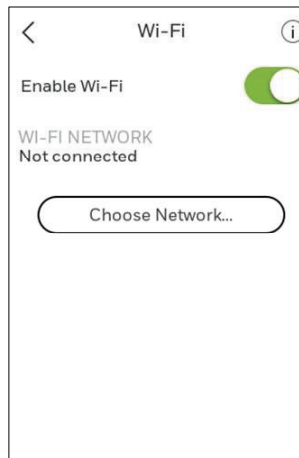 Wi-Fi
Enable Wi-Fi
WI-FI NETWORK
Not connected
Choose Network...